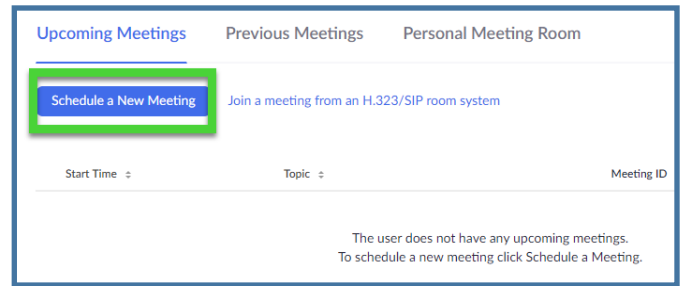 Upcoming Meetings Previous Meetings Personal Meeting Room
Schedule a New Meeting Join a meeting from an H.323/SIP room system
Start Time Topic Meeting ID
The user does not have any upcoming meetings.
To schedule a new meeting click Schedule a Meeting.